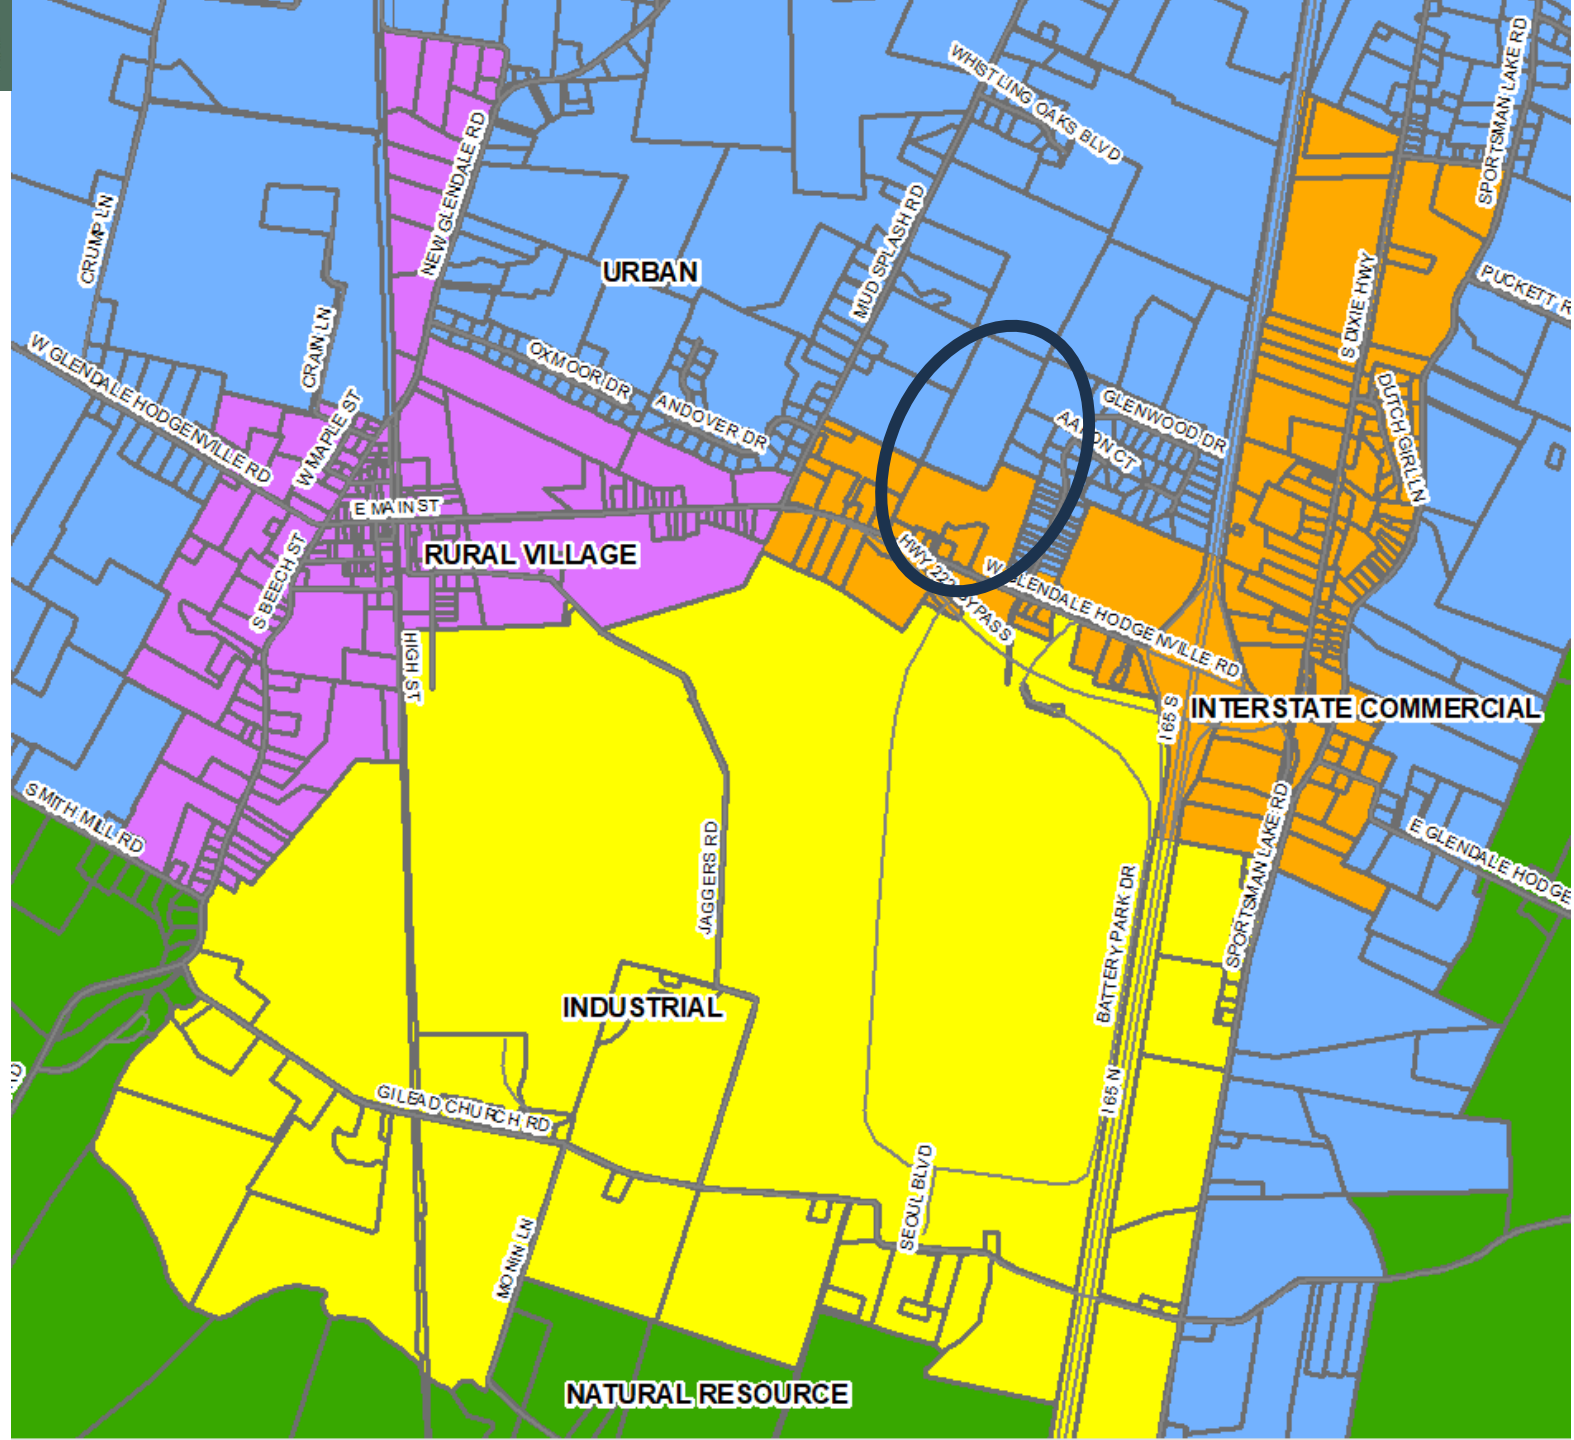 SPORTSMAN LAKE RD
WHISTLING OAKS BLVD
NEW GLENDALE RD
CRUMP LN
MUD SPLASH RD
URBAN
PUCKETT R
S DIXIE HWY
CRAIN LN
W GLENDALE HODGENVILLE RD
OXMOOR DR
ANDOVER DR
GLENWOOD DR
AATON CT
DUTCH GIRL LN
W MAPLE ST
E MAIN ST
RURAL VILLAGE
S BEECH ST
HWY 222 BYPASS
W GLENDALE HODGENVILLE RD
HIGH ST
INTERSTATE COMMERCIAL
I 65 S
SMITH MILL RD
JAGGERS RD
SPORTSMAN LAKE RD
E GLENDALE HODGE
BATTERY PARK DR
INDUSTRIAL
RD
GILEAD CHURCH RD
I 65 N
SEOUL BLVD
MONIN LN
NATURAL RESOURCE